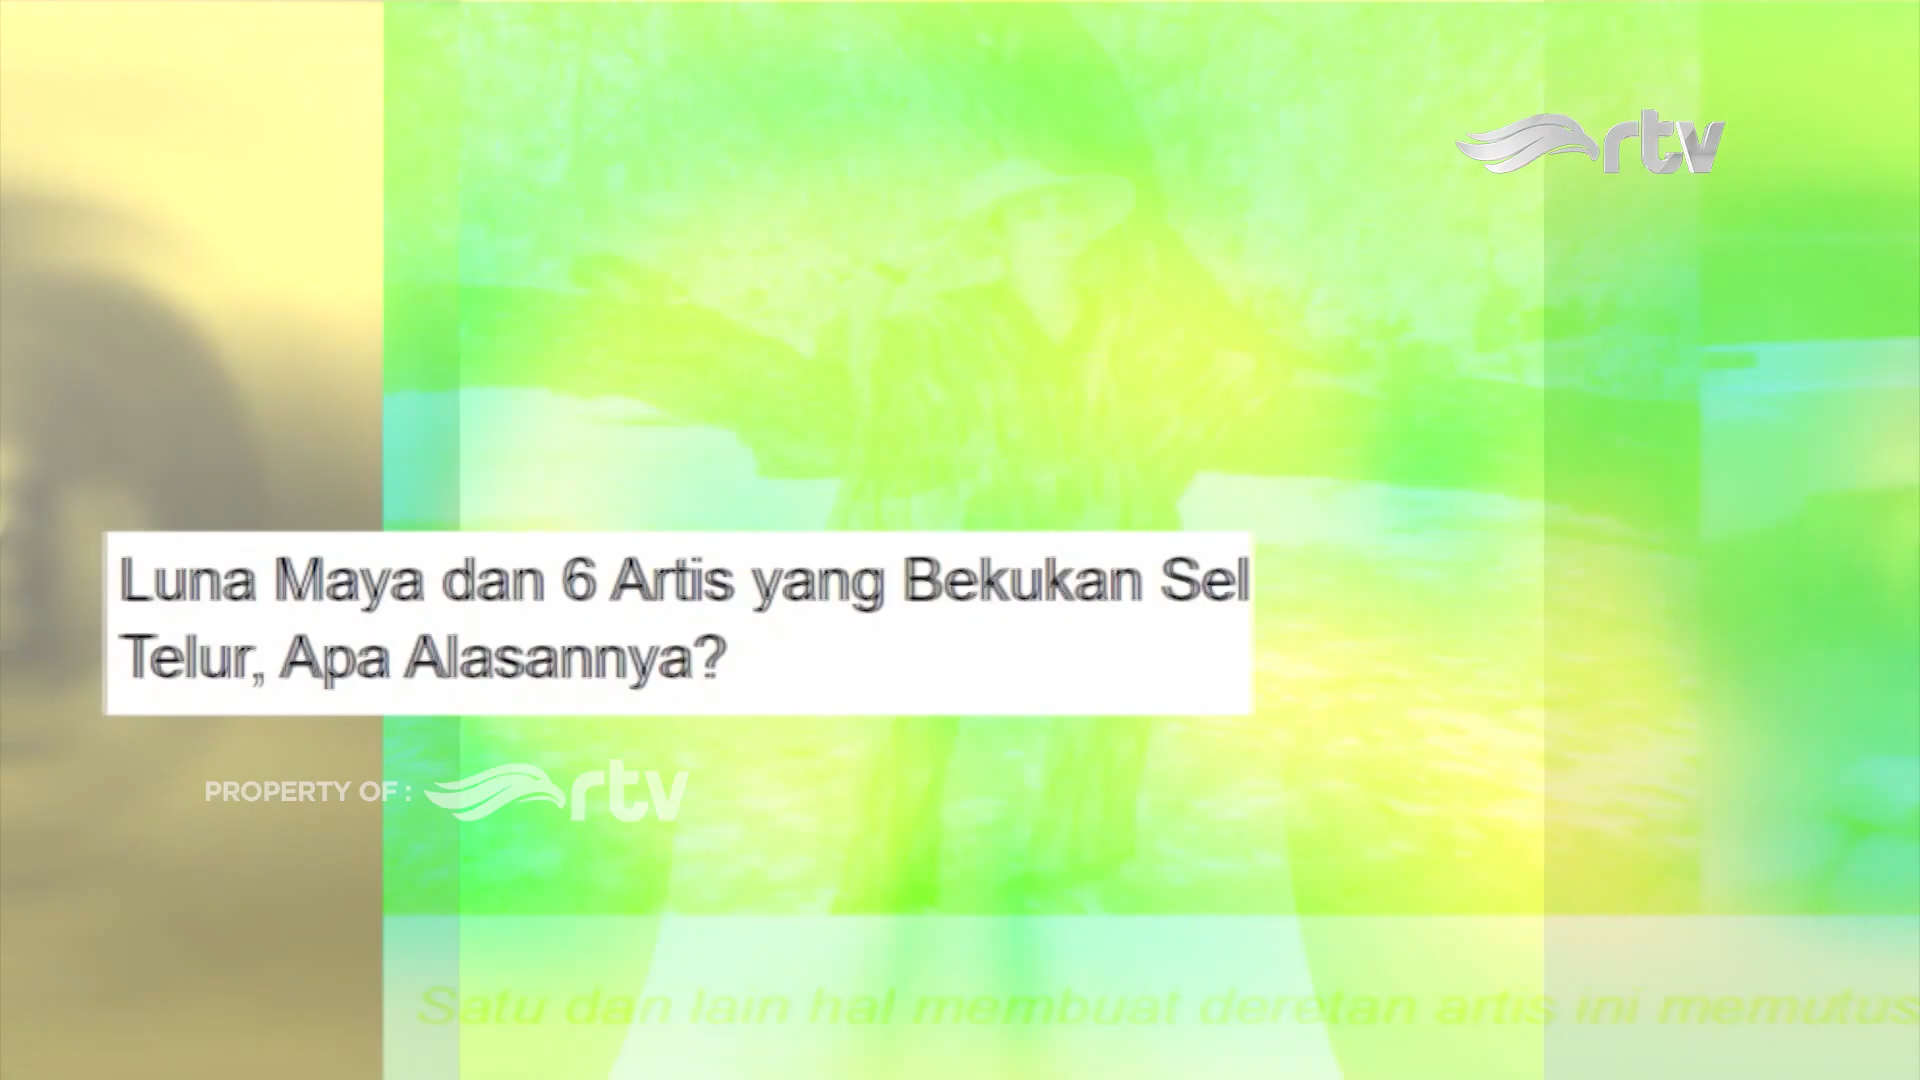 rtv
Luna Maya dan 6 Artis yang Bekukan Sel
Telur, Apa Alasannya?
PROPERTY OF : rtv
Satu dan lain hal membuat deretan artis ini memutus